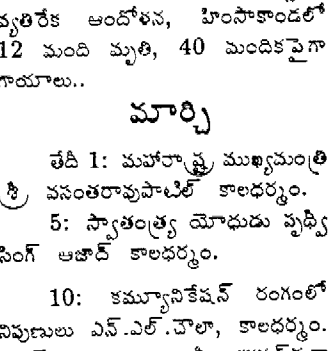 వ్యతిరేక ఆందోళన, హింసాకాండలో
12 మంది మృతి, 40 మందికిపైగా
గాయాలు..
మార్చి
తేదీ 1: మహారాష్ట్ర ముఖ్యమంత్రి
శ్రీ వసంతరావుపాటిల్ కాలధర్మం.
5: స్వాతంత్ర్య యోధుడు పృథ్వీ
సింగ్ ఆజాద్ కాలధర్మం.
10: కమ్యూనికేషన్ రంగంలో
నిపుణులు ఎన్.ఎల్.చౌలా, కాలధర్మం.